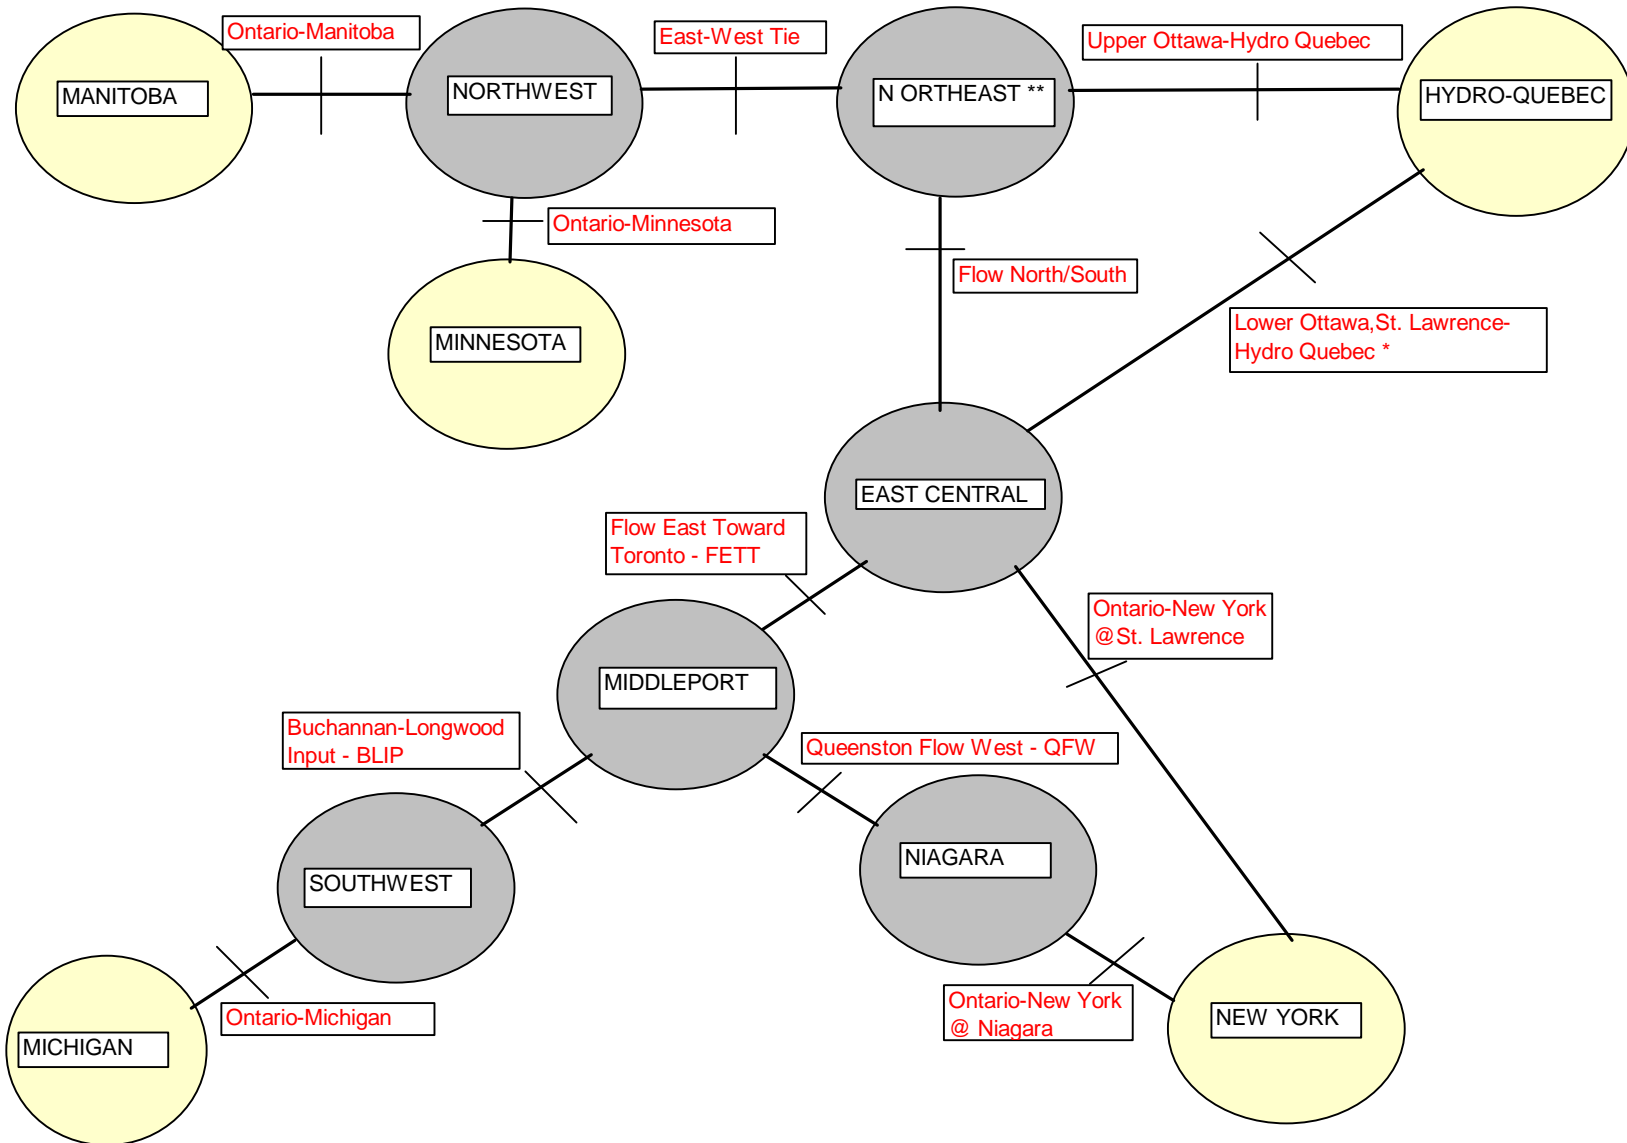 Ontario-Manitoba
East-West Tie
Upper Ottawa-Hydro Quebec
MANITOBA
NORTHWEST
N ORTHEAST **
HYDRO-QUEBEC
Ontario-Minnesota
Flow North/South
MINNESOTA
Lower Ottawa,St. Lawrence-
Hydro Quebec *
EAST CENTRAL
Flow East Toward
Toronto - FETT
Ontario-New York
@St. Lawrence
MIDDLEPORT
Buchannan-Longwood
Input - BLIP
Queenston Flow West - QFW
NIAGARA
SOUTHWEST
Ontario-Michigan
Ontario-New York
@ Niagara
NEW YORK
MICHIGAN